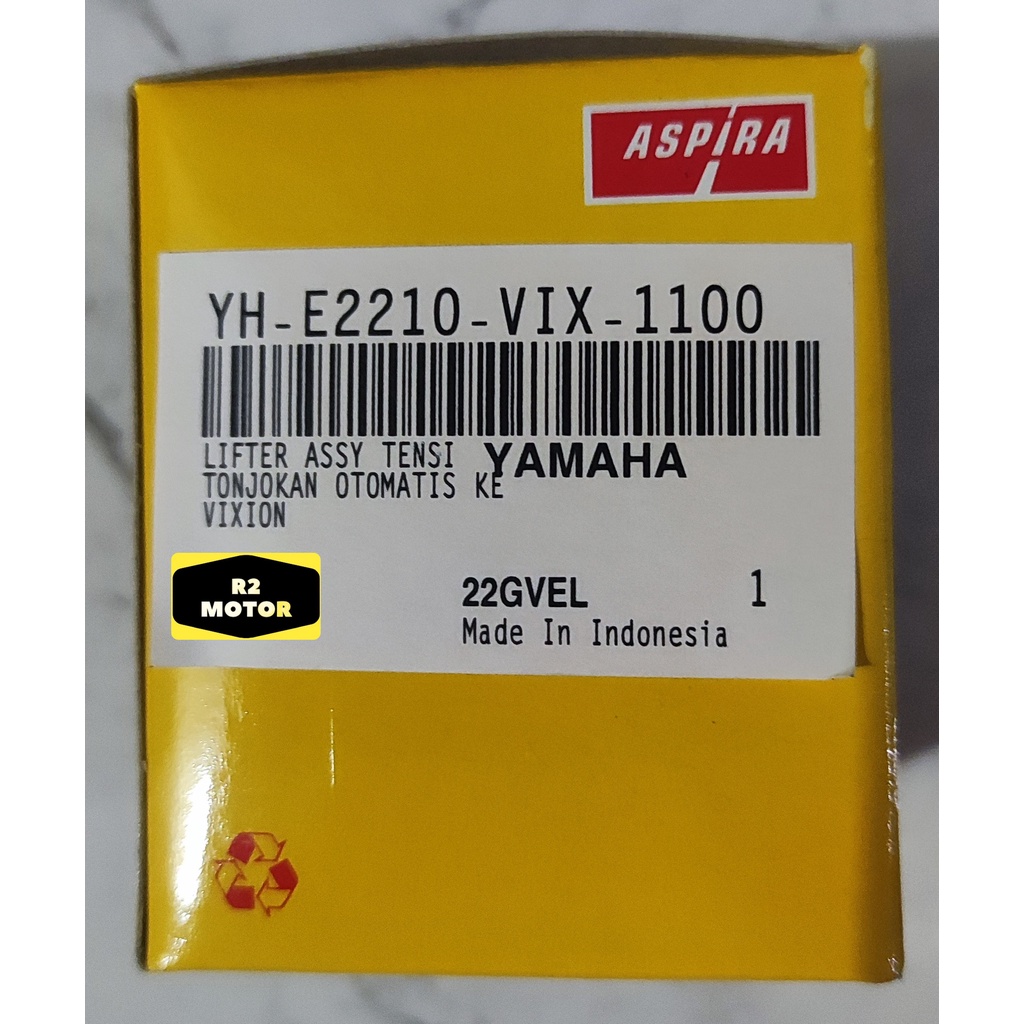 ASPIRA
YH-E2210-VIX-1100
LIFTER ASSY TENSI YAMAHA
TONJOKAN OTOMATIS KE
VIXION
R2
MOTOR
22GVEL 1
Made In Indonesia